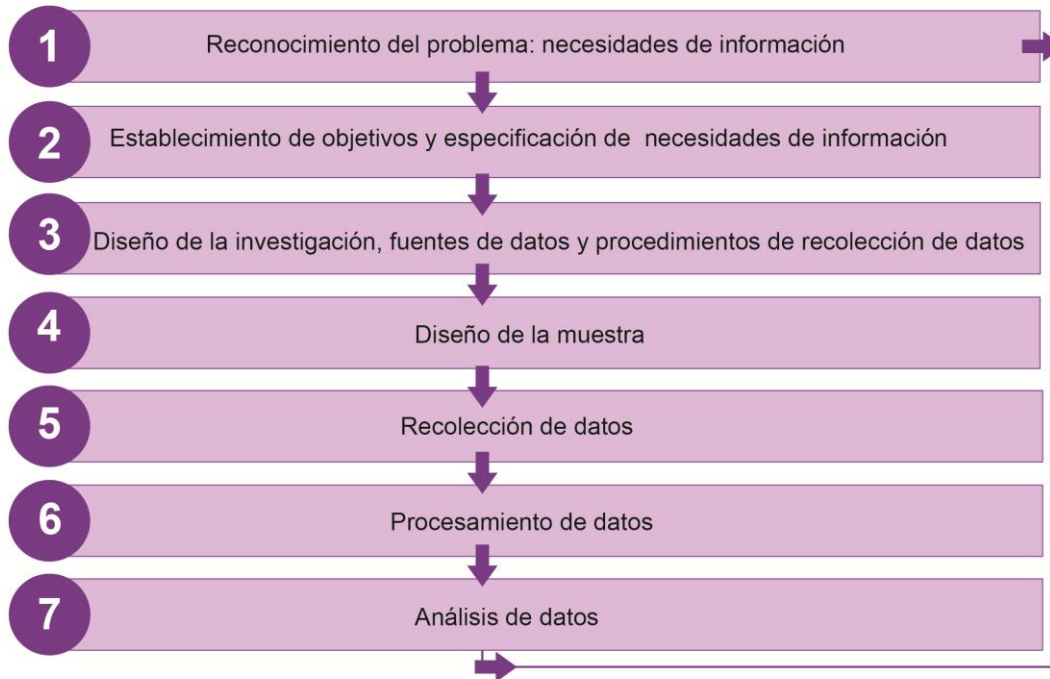 1
Reconocimiento del problema: necesidades de información
2
Establecimiento de objetivos y especificación de necesidades de información
3
Diseño de la investigación, fuentes de datos y procedimientos de recolección de datos
4
Diseño de la muestra
5
Recolección de datos
6
Procesamiento de datos
7
Análisis de datos